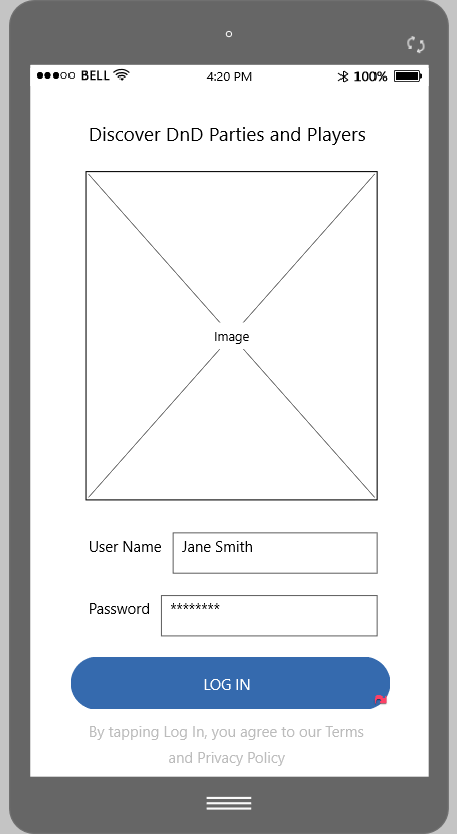 BELL 4:20 PM 100%
Discover DnD Parties and Players
Image
User Name Jane Smith
Password ********
LOG IN
By tapping Log In, you agree to our Terms
and Privacy Policy